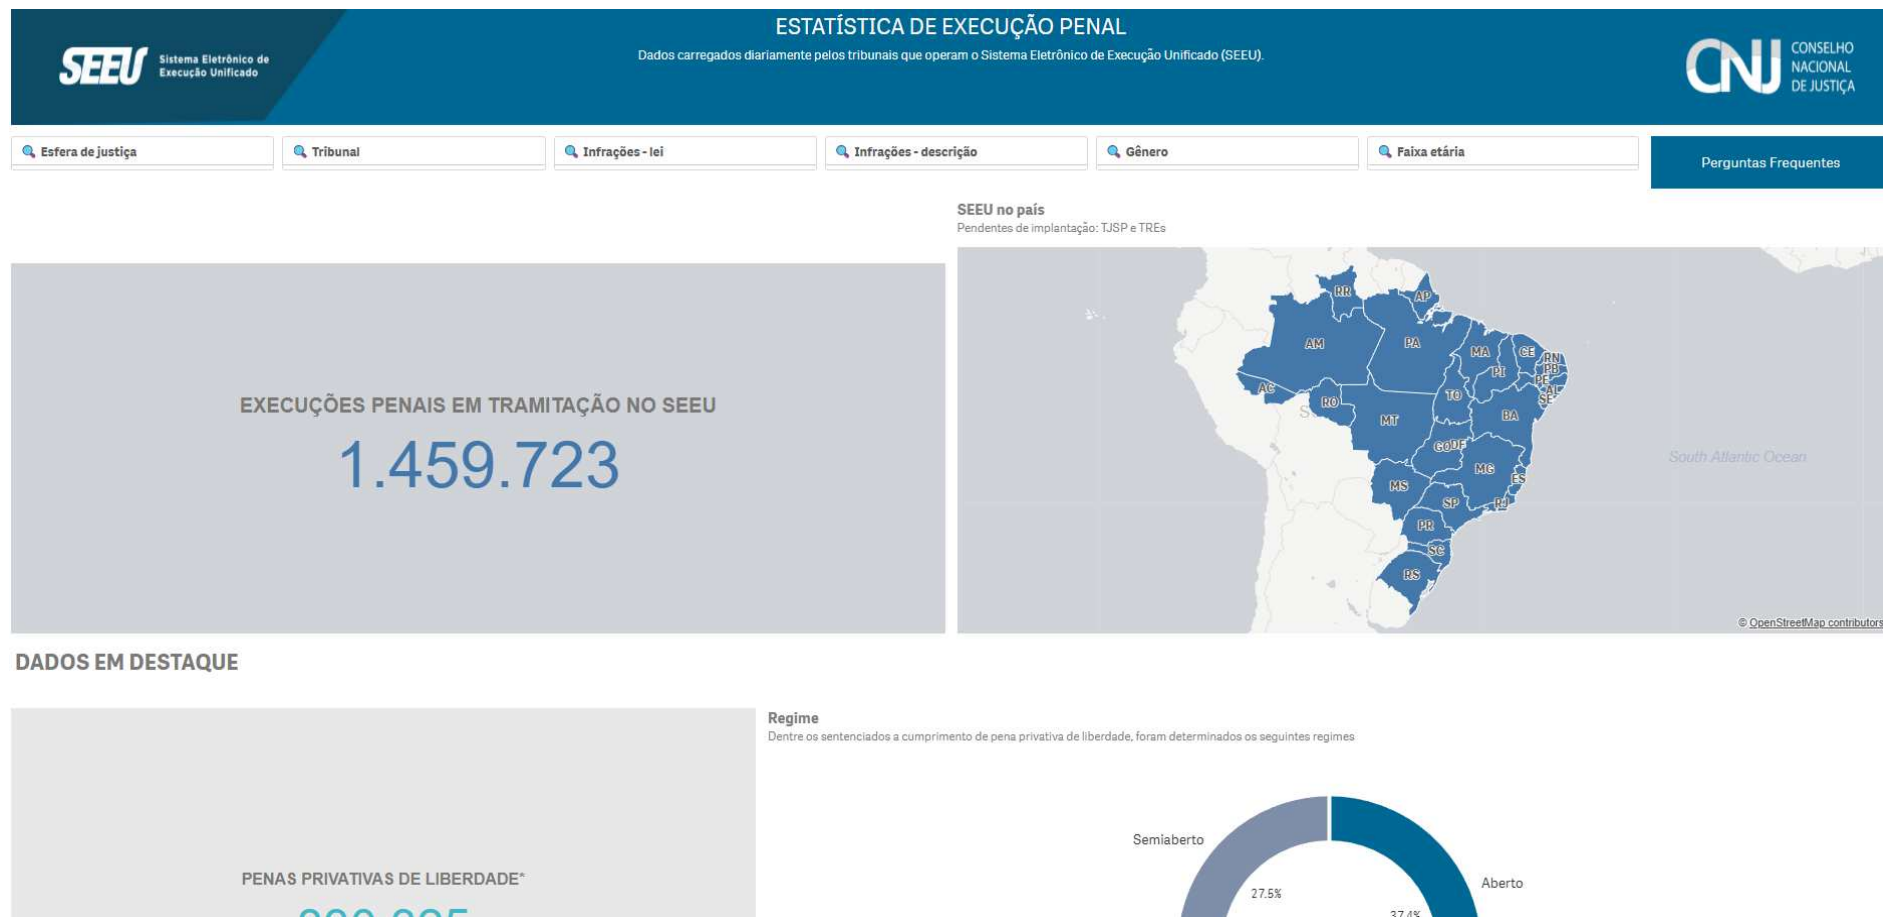 SEEU
Sistema Eletrônico de
Execução Unificado
ESTATÍSTICA DE EXECUÇÃO PENAL
Dados carregados diariamente pelos tribunais que operam o Sistema Eletrônico de Execução Unificado (SEEU).
CNJ
CONSELHO
NACIONAL
DE JUSTIÇA
Esfera de justiça
Tribunal
Infrações - lei
Infrações - descrição
Gênero
Faixa etária
Perguntas Frequentes
SEEU no país
Pendentes de implantação: TJSP e TREs
EXECUÇÕES PENAIS EM TRAMITAÇÃO NO SEEU
1.459.723
RR
AP
AM
PA
MA
CE
RN
PB
PI
PE
AL
SE
AC
RO
TO
MT
BA
GO
DF
MG
ES
MS
SP
RJ
PR
SC
RS
South Atlantic Ocean
© OpenStreetMap contributors
DADOS EM DESTAQUE
Regime
Dentre os sentenciados a cumprimento de pena privativa de liberdade, foram determinados os seguintes regimes
Semiaberto
27.5%
Aberto
37.4%
PENAS PRIVATIVAS DE LIBERDADE*